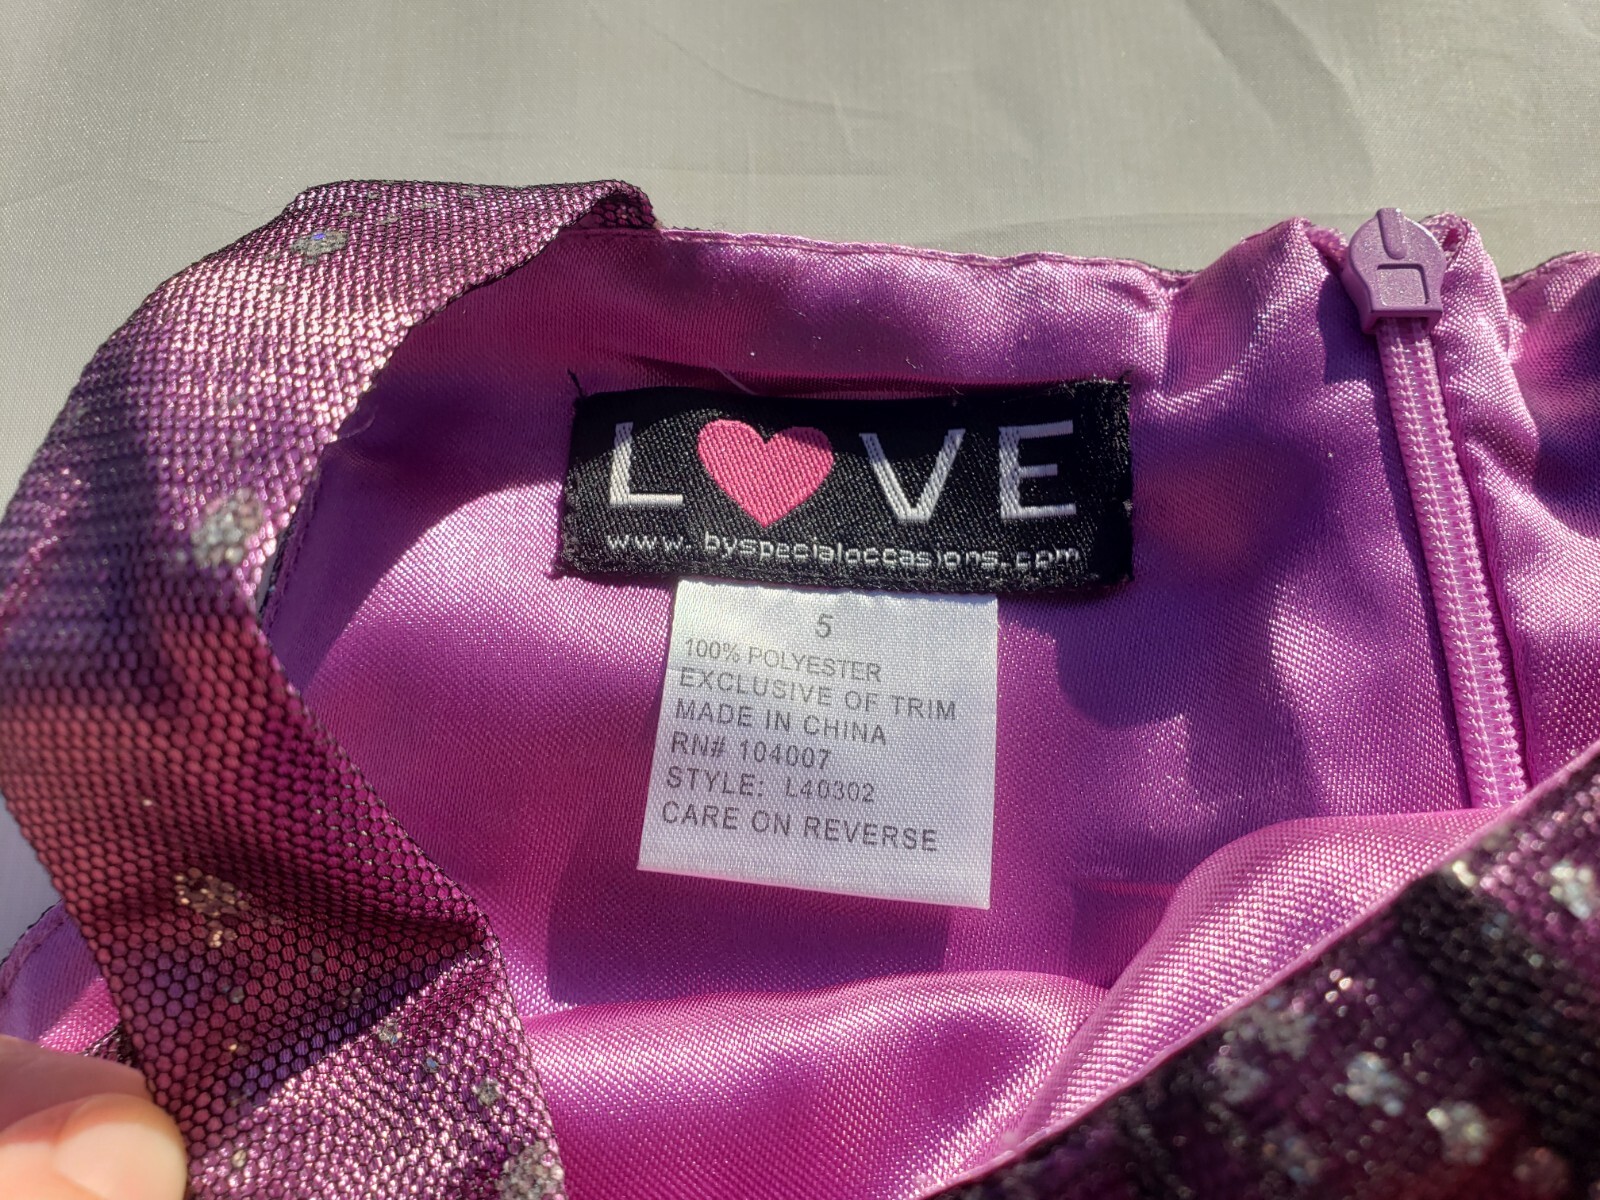 L♥VE
www.byspecialoccasions.com
5
100% POLYESTER
EXCLUSIVE OF TRIM
MADE IN CHINA
RN# 104007
STYLE: L40302
CARE ON REVERSE